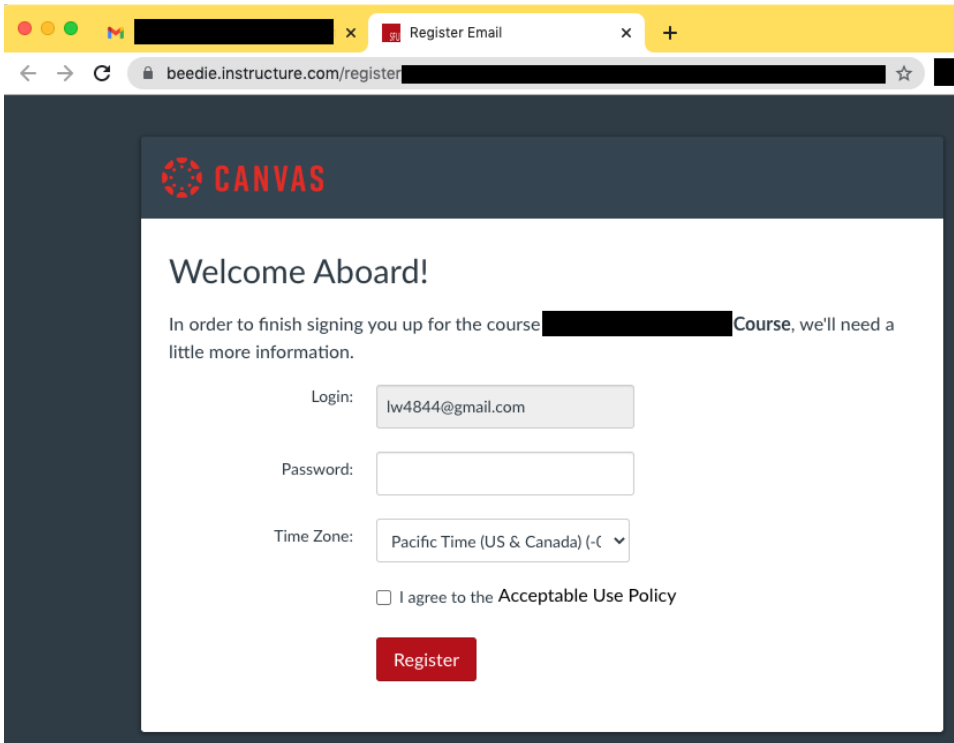 SFU Register Email
beedie.instructure.com/register
CANVAS
Welcome Aboard!
In order to finish signing you up for the course Course, we'll need a
little more information.
Login: lw4844@gmail.com
Password:
Time Zone: Pacific Time (US & Canada) (-0
I agree to the Acceptable Use Policy
Register